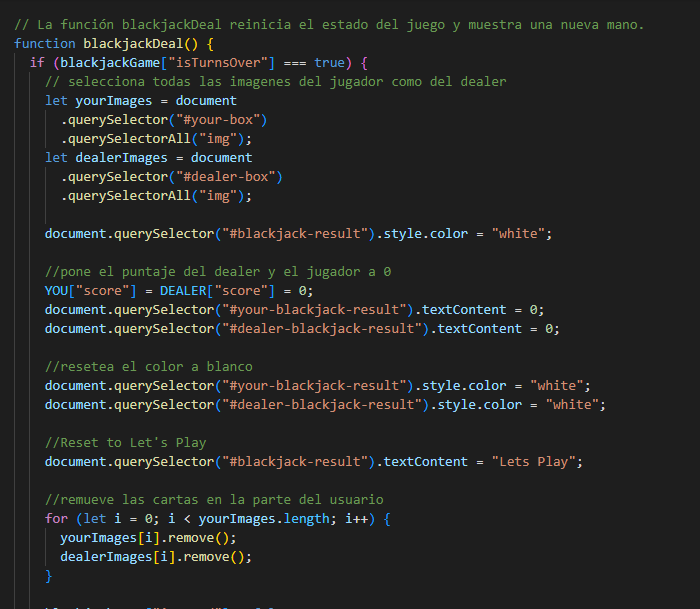 // La función blackjackDeal reinicia el estado del juego y muestra una nueva mano.
function blackjackDeal() {
  if (blackjackGame["isTurnsOver"] === true) {
    // selecciona todas las imagenes del jugador como del dealer
    let yourImages = document
      .querySelector("#your-box")
      .querySelectorAll("img");
    let dealerImages = document
      .querySelector("#dealer-box")
      .querySelectorAll("img");

    document.querySelector("#blackjack-result").style.color = "white";

    //pone el puntaje del dealer y el jugador a 0
    YOU["score"] = DEALER["score"] = 0;
    document.querySelector("#your-blackjack-result").textContent = 0;
    document.querySelector("#dealer-blackjack-result").textContent = 0;

    //resetea el color a blanco
    document.querySelector("#your-blackjack-result").style.color = "white";
    document.querySelector("#dealer-blackjack-result").style.color = "white";

    //Reset to Let's Play
    document.querySelector("#blackjack-result").textContent = "Lets Play";

    //remueve las cartas en la parte del usuario
    for (let i = 0; i < yourImages.length; i++) {
      yourImages[i].remove();
      dealerImages[i].remove();
    }